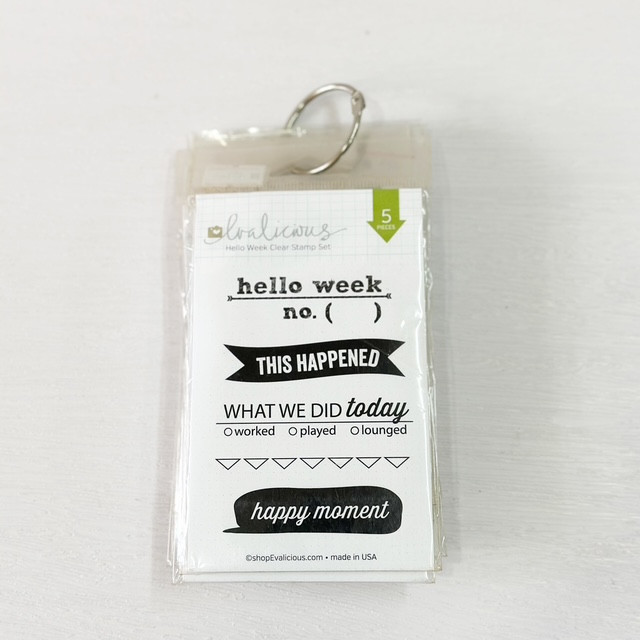 Evalicious
Hello Week Clear Stamp Set
5
PIECES
hello week
no. ( )
THIS HAPPENED
WHAT WE DID today
worked played lounged
happy moment
©shopEvalicious.com • made in USA